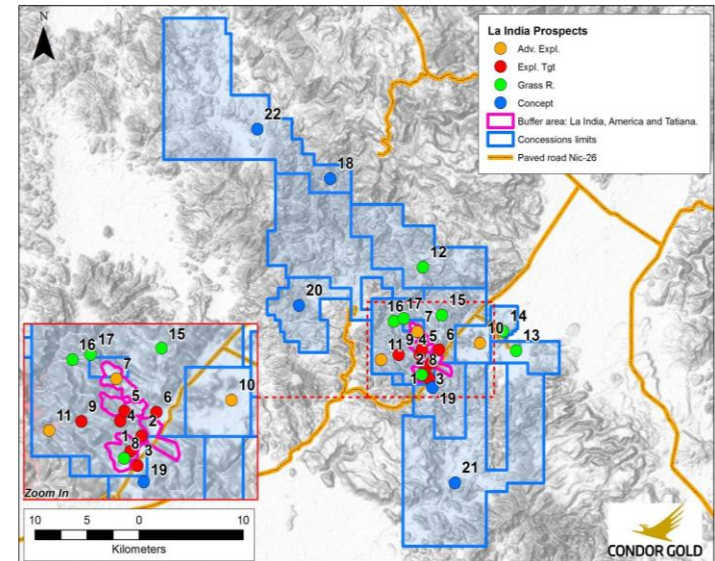 N
La India Prospects
Adv. Expl.
Expl. Tgt
Grass R.
Concept
Buffer area: La India, America and Tatiana.
Concessions limits
Paved road Nic-26
22
18
12
20
16 17 7 15
14
9 4 5 6 10
13
11 2 8
1 3
19
21
15
16 17
7
10
9 5 6
11 4 2
1 8 3
19
Zoom In
10 5 0 10
Kilometers
CONDOR GOLD